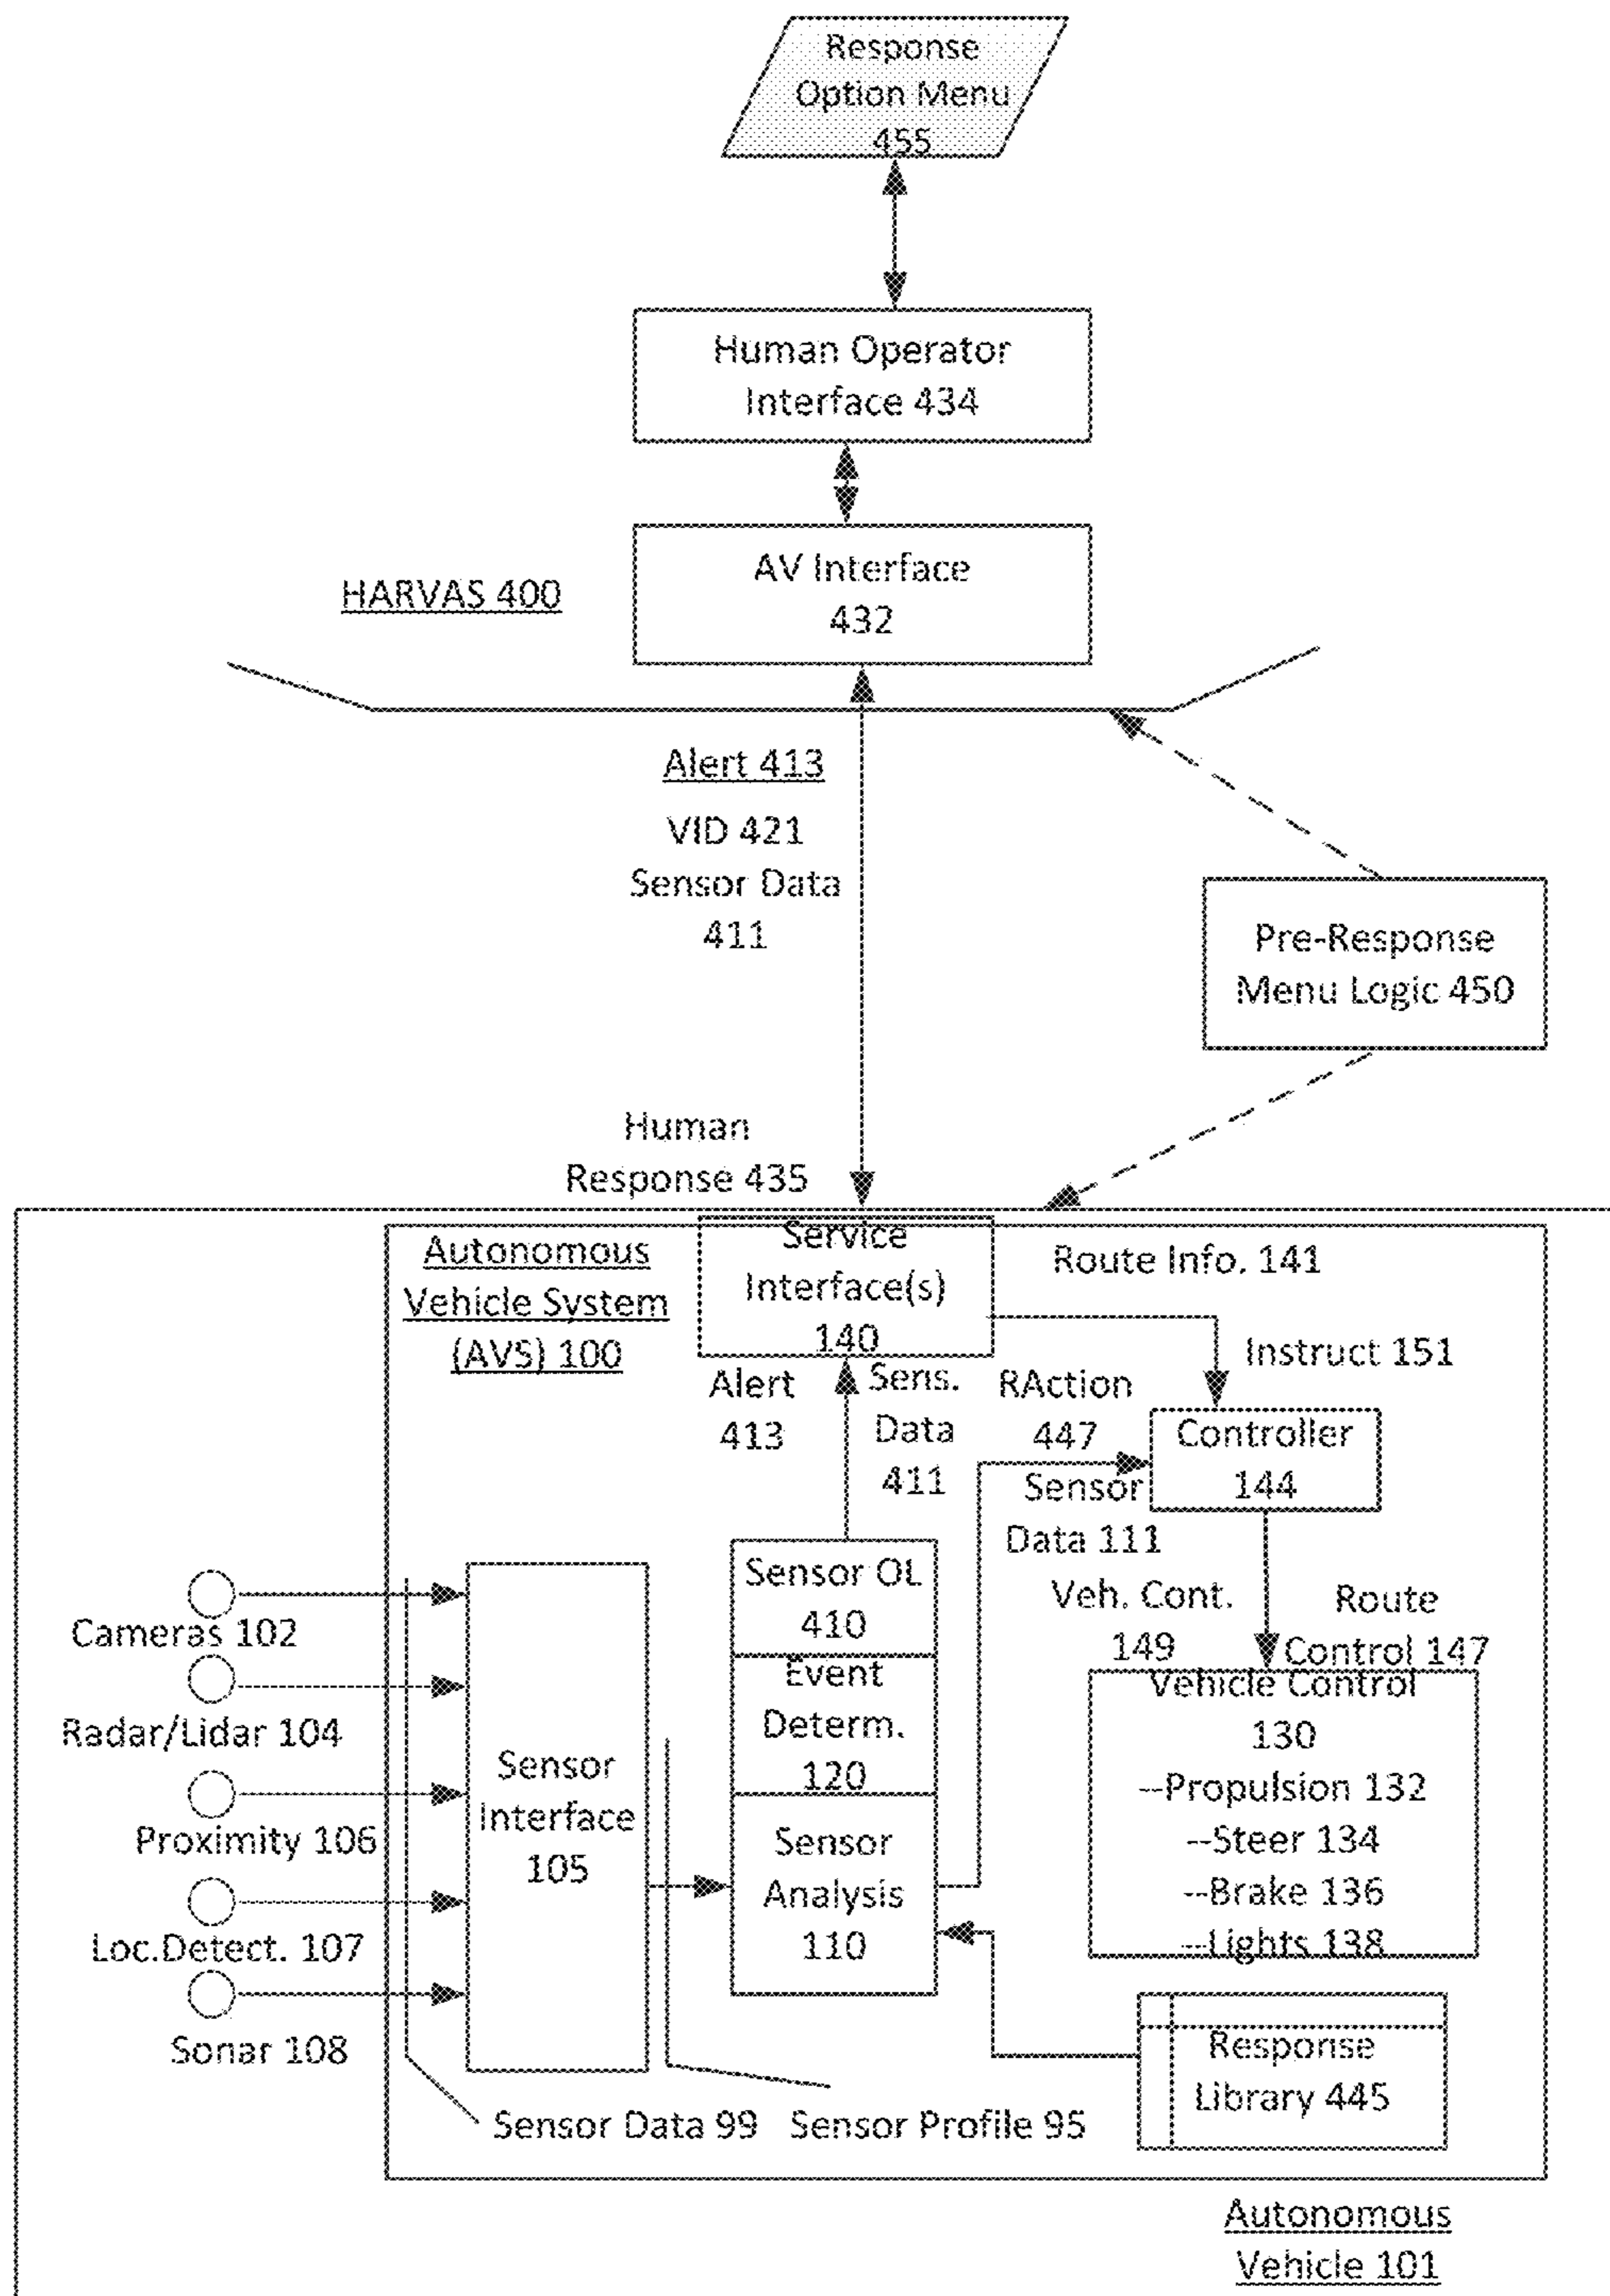 Response
Option Menu
455
Human Operator
Interface 434
AV Interface
432
HARVAS 400
Alert 413
VID 421
Sensor Data
411
Pre-Response
Menu Logic 450
Human
Response 435
Autonomous
Vehicle System
(AVS) 100
Service
Interface(s)
140
Route Info. 141
Instruct 151
Alert
413
Sens.
Data
411
RAction
447
Sensor
Data 111
Controller
144
Sensor OL
410
Event
Determ.
120
Sensor
Analysis
110
Veh. Cont.
149
Route
Control 147
Vehicle Control
130
--Propulsion 132
--Steer 134
--Brake 136
--Lights 138
Cameras 102
Radar/Lidar 104
Proximity 106
Loc.Detect. 107
Sonar 108
Sensor
Interface
105
Response
Library 445
Sensor Data 99
Sensor Profile 95
Autonomous
Vehicle 101